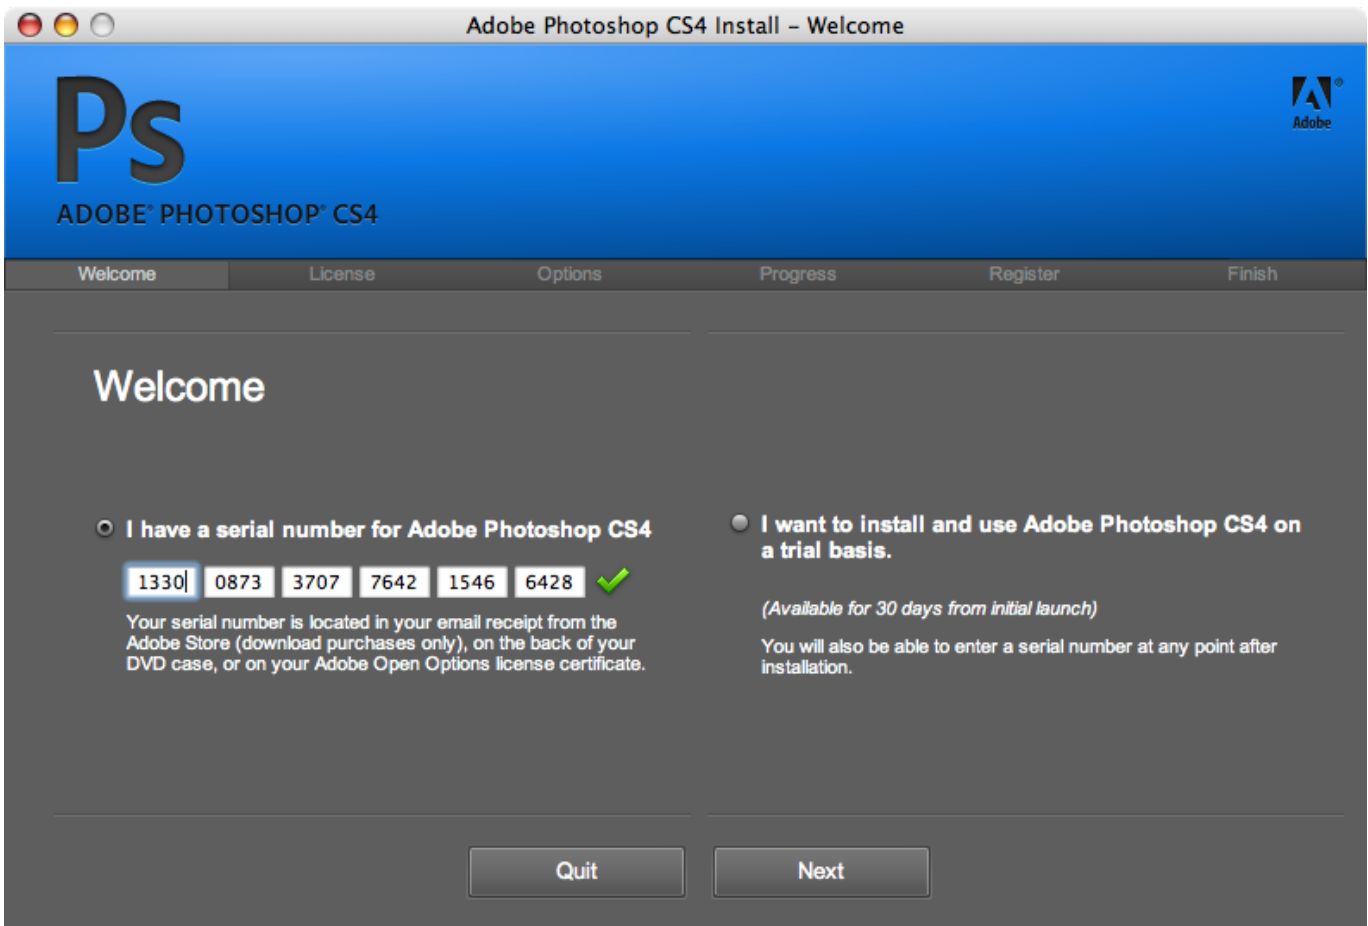 Adobe Photoshop CS4 Install – Welcome
Ps
Adobe®
ADOBE® PHOTOSHOP® CS4
Welcome License Options Progress Register Finish
Welcome
I have a serial number for Adobe Photoshop CS4
1330 0873 3707 7642 1546 6428
Your serial number is located in your email receipt from the
Adobe Store (download purchases only), on the back of your
DVD case, or on your Adobe Open Options license certificate.
I want to install and use Adobe Photoshop CS4 on
a trial basis.
(Available for 30 days from initial launch)
You will also be able to enter a serial number at any point after
installation.
Quit Next